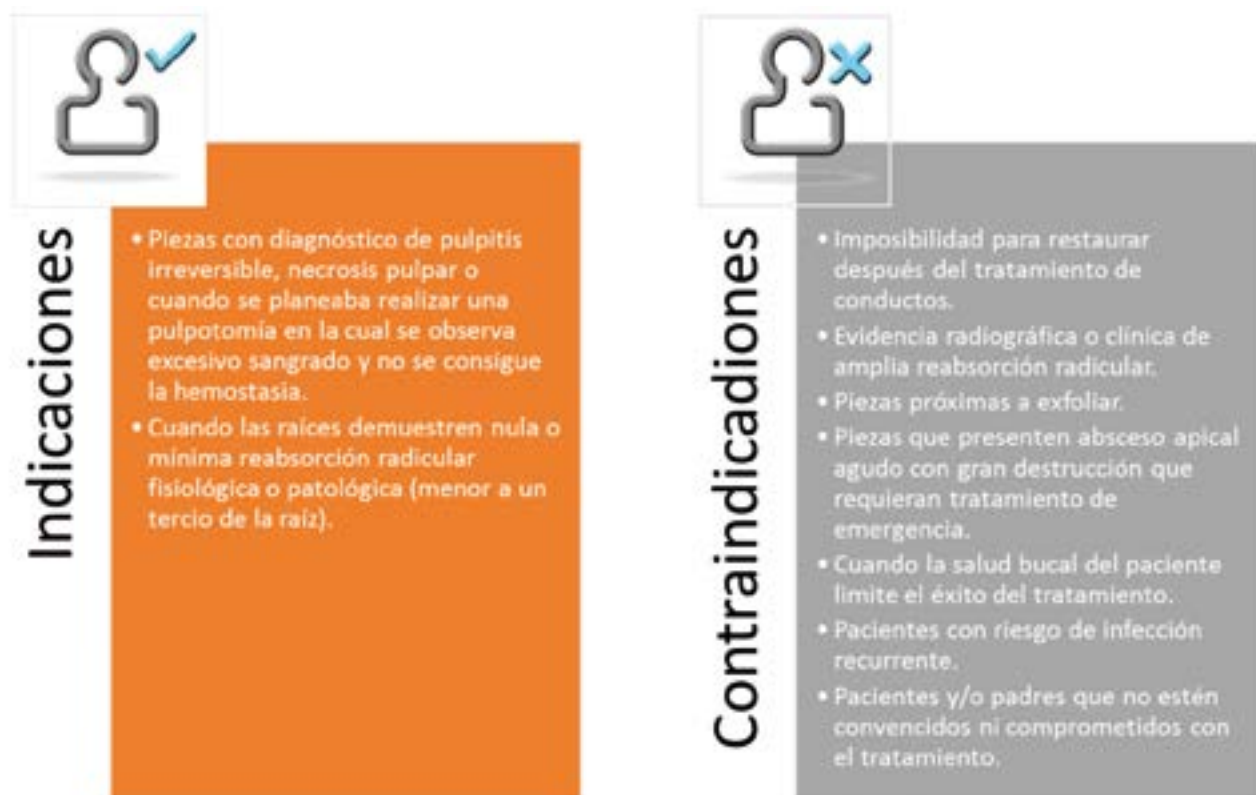 Indicaciones
• Piezas con diagnóstico de pulpitis
irreversible, necrosis pulpar o
cuando se planeaba realizar una
pulpotomía en la cual se observa
excesivo sangrado y no se consigue
la hemostasia.
• Cuando las raíces demuestren nula o
mínima reabsorción radicular
fisiológica o patológica (menor a un
tercio de la raíz).
Contraindicadiones
• Imposibilidad para restaurar
después del tratamiento de
conductos.
• Evidencia radiográfica o clínica de
amplia reabsorción radicular.
• Piezas próximas a exfoliar.
• Piezas que presenten absceso apical
agudo con gran destrucción que
requieran tratamiento de
emergencia.
• Cuando la salud bucal del paciente
limite el éxito del tratamiento.
• Pacientes con riesgo de infección
recurrente.
• Pacientes y/o padres que no estén
convencidos ni comprometidos con
el tratamiento.